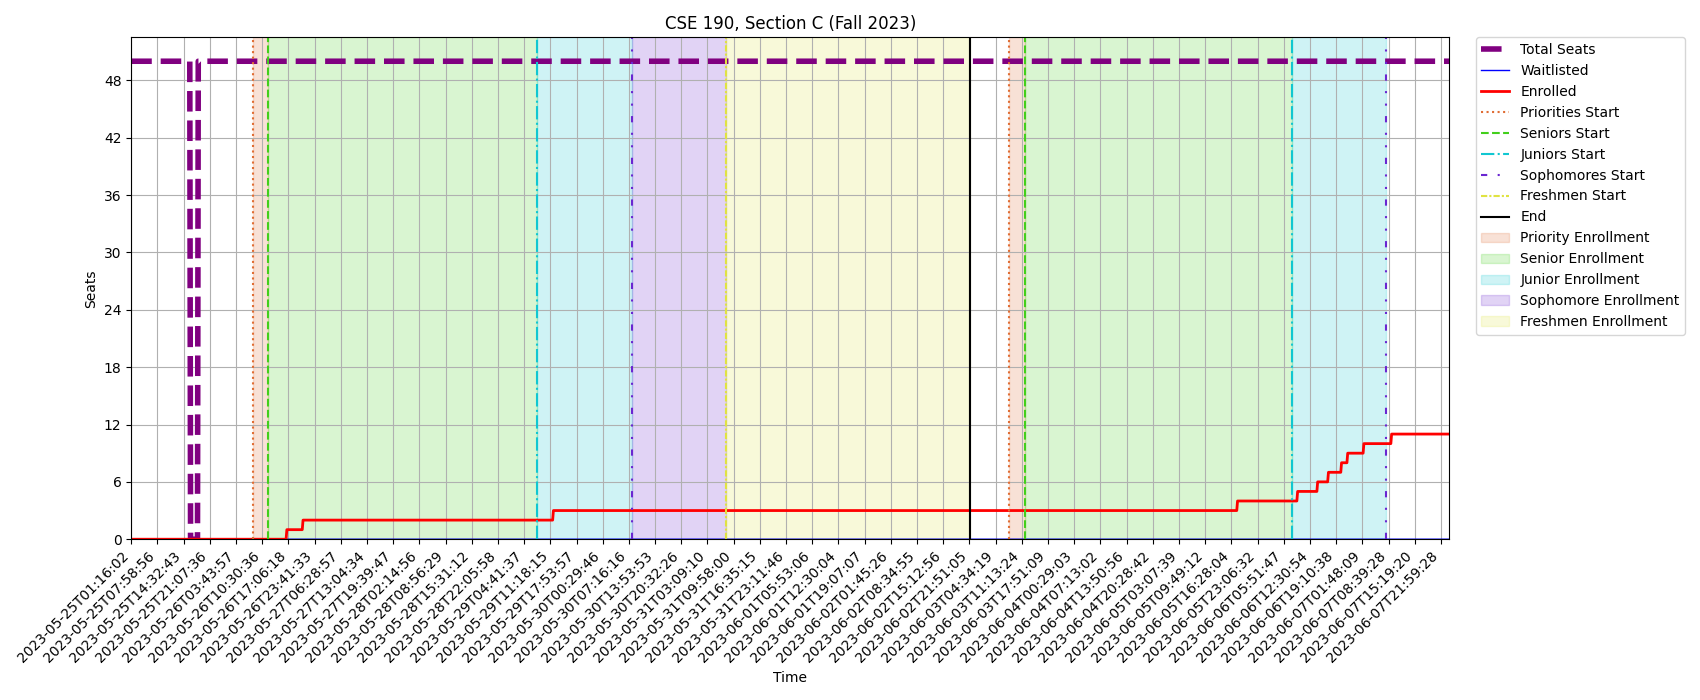 CSE 190, Section C (Fall 2023)
Seats
48
42
36
30
24
18
12
6
0
2023-05-25T01:16:02
2023-05-25T07:58:56
2023-05-25T14:32:43
2023-05-25T21:07:36
2023-05-26T03:43:57
2023-05-26T10:30:36
2023-05-26T17:06:18
2023-05-26T23:41:33
2023-05-27T06:28:57
2023-05-27T13:04:34
2023-05-27T19:39:47
2023-05-28T02:14:56
2023-05-28T08:56:29
2023-05-28T15:31:12
2023-05-28T22:05:58
2023-05-29T04:41:37
2023-05-29T11:18:15
2023-05-29T17:53:57
2023-05-30T00:29:46
2023-05-30T07:16:16
2023-05-30T13:53:53
2023-05-30T20:32:26
2023-05-31T03:09:10
2023-05-31T09:58:00
2023-05-31T16:35:15
2023-05-31T23:11:46
2023-06-01T05:53:06
2023-06-01T12:30:04
2023-06-01T19:07:07
2023-06-02T01:45:26
2023-06-02T08:34:55
2023-06-02T15:12:56
2023-06-02T21:51:05
2023-06-03T04:34:19
2023-06-03T11:13:24
2023-06-03T17:51:09
2023-06-04T00:29:03
2023-06-04T07:13:02
2023-06-04T13:50:56
2023-06-04T20:28:42
2023-06-05T03:07:39
2023-06-05T09:49:12
2023-06-05T16:28:04
2023-06-05T23:06:32
2023-06-06T05:51:47
2023-06-06T12:30:54
2023-06-06T19:10:38
2023-06-07T01:48:09
2023-06-07T08:39:28
2023-06-07T15:19:20
2023-06-07T21:59:28
Time
Total Seats
Waitlisted
Enrolled
Priorities Start
Seniors Start
Juniors Start
Sophomores Start
Freshmen Start
End
Priority Enrollment
Senior Enrollment
Junior Enrollment
Sophomore Enrollment
Freshmen Enrollment